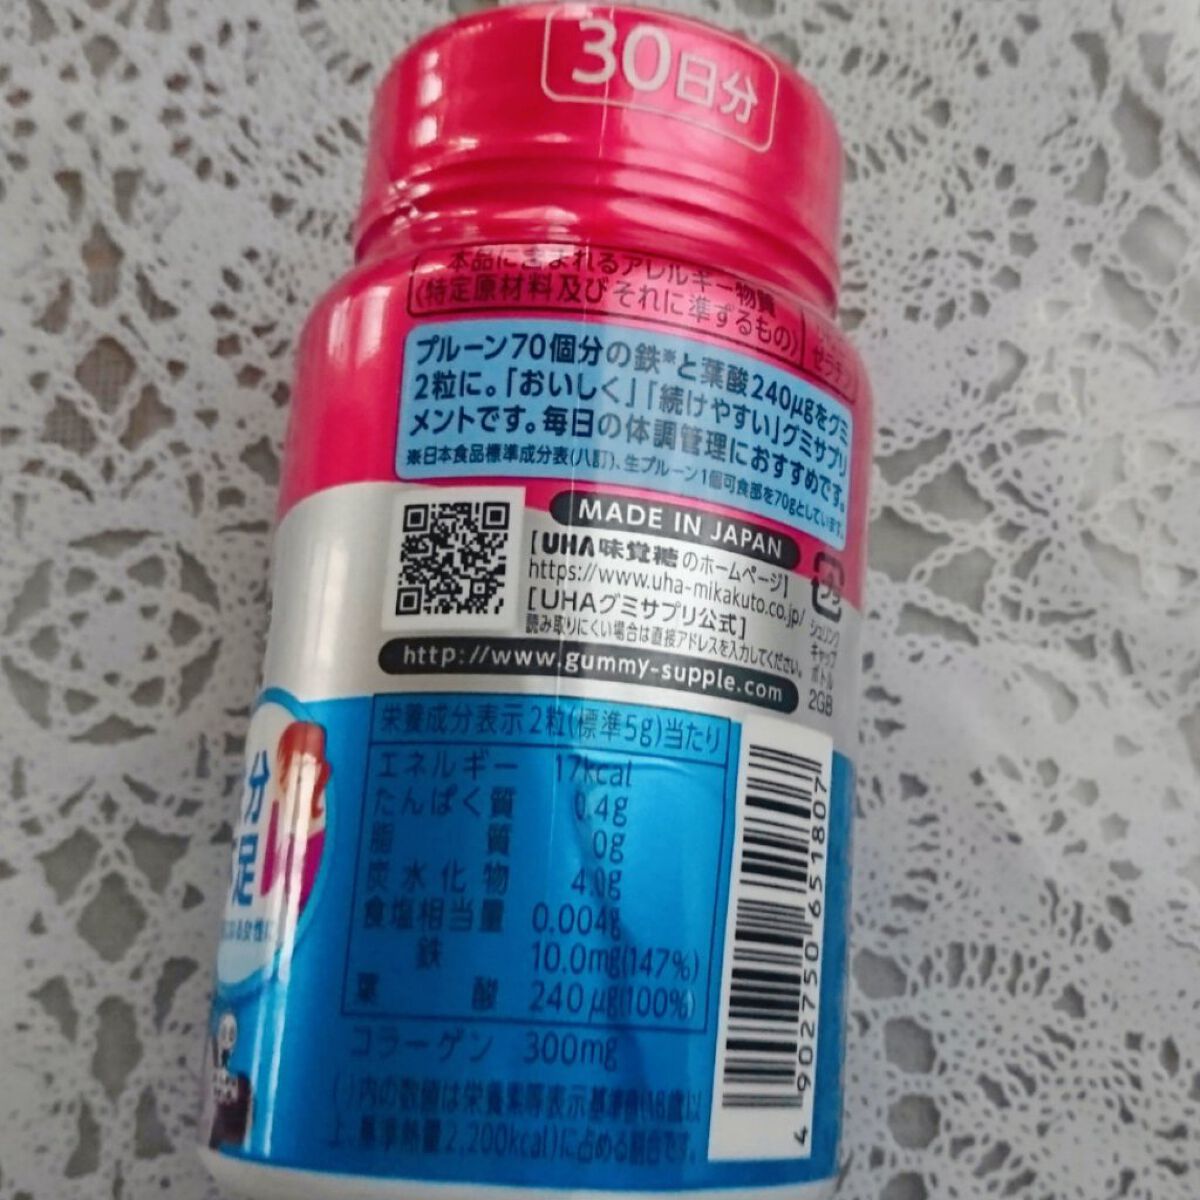 30日分
本品に含まれるアレルギー物質
(特定原材料及びそれに準ずるもの)
ゼラチン
プルーン70個分の鉄※と葉酸240μgをグミ
2粒に。「おいしく」「続けやすい」グミサプリ
メントです。毎日の体調管理におすすめです。
※日本食品標準成分表(八訂)、生プルーン1個可食部を70gとしています。
MADE IN JAPAN
【UHA味覚糖のホームページ】
https://www.uha-mikakuto.co.jp/
【UHAグミサプリ公式】
読み取りにくい場合は直接アドレスを入力してください。
http://www.gummy-supple.com
プラ
シュリンク
キャップ
ボトル
2GB
栄養成分表示 2粒(標準5g)当たり
エネルギー 17kcal
たんぱく質 0.4g
脂質 0g
炭水化物 4.0g
食塩相当量 0.004g
鉄 10.0mg(147%)
葉酸 240μg(100%)
コラーゲン 300mg
( )内の数値は栄養素等表示基準値(18歳以
上、基準熱量2,200kcal)に占める割合です。
4902750651807
分
足